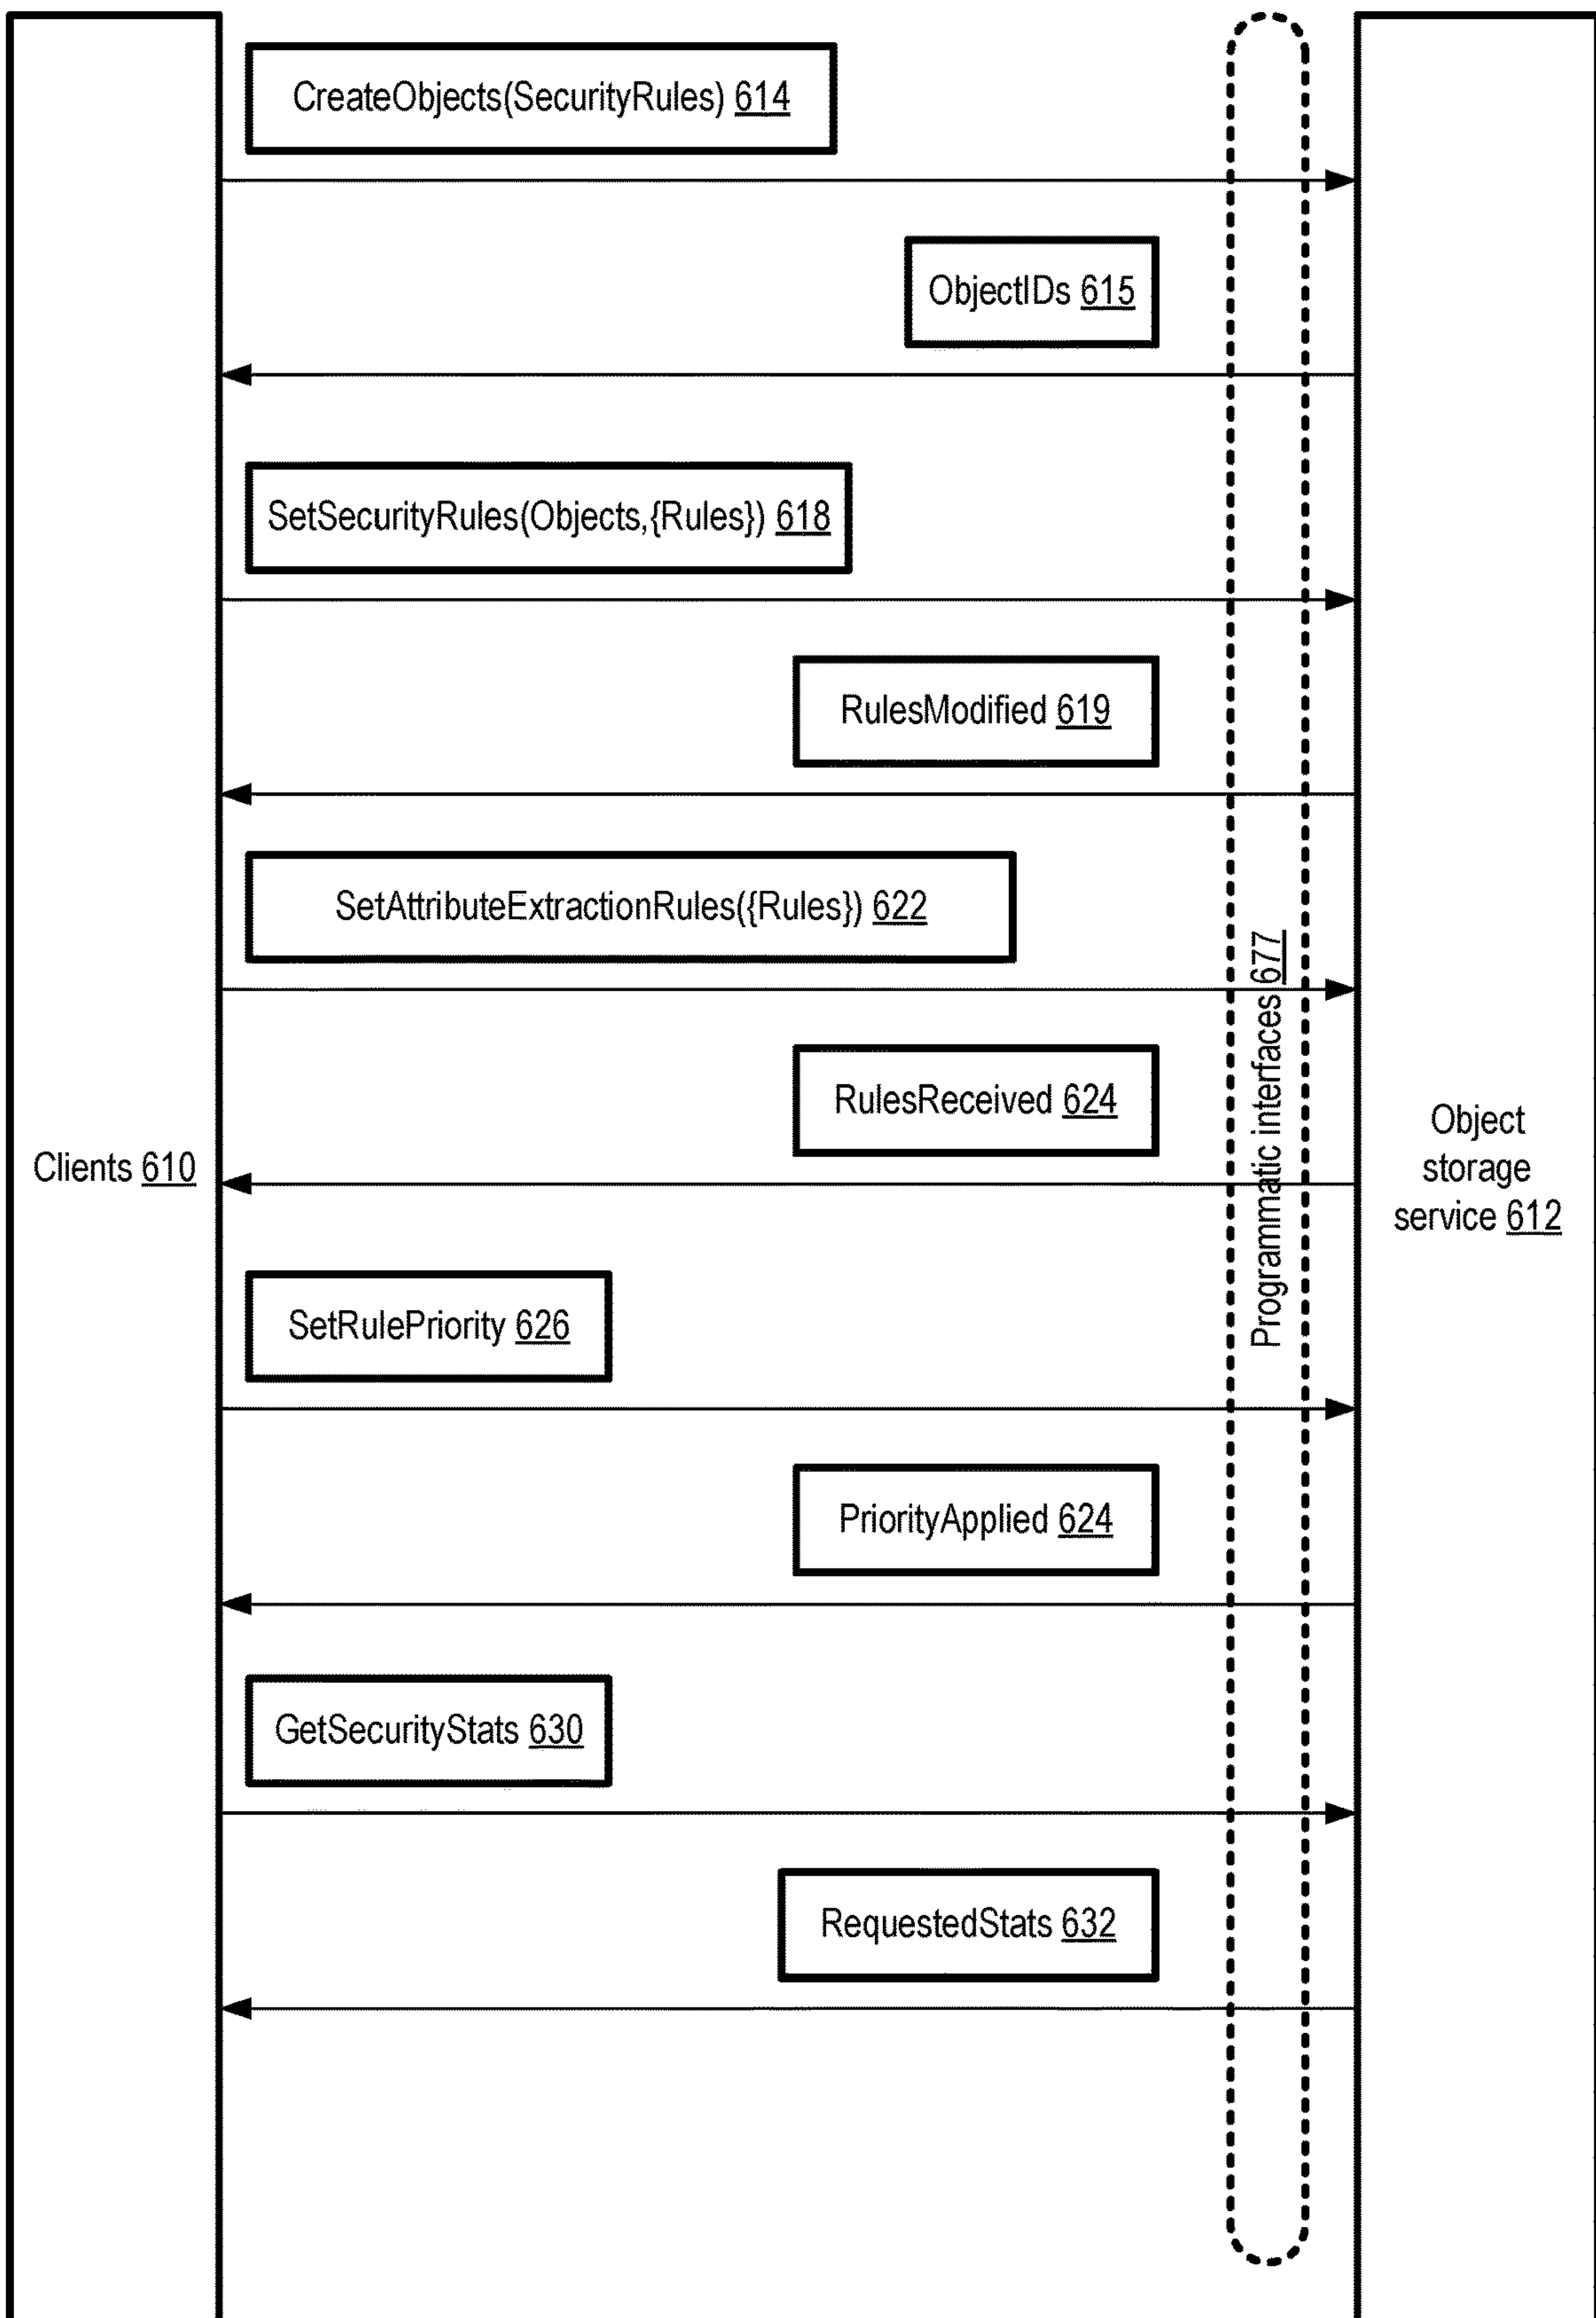 CreateObjects(SecurityRules) 614
ObjectIDs 615
SetSecurityRules(Objects,{Rules}) 618
RulesModified 619
SetAttributeExtractionRules({Rules}) 622
RulesReceived 624
Clients 610
Programmatic interfaces 677
Object
storage
service 612
SetRulePriority 626
PriorityApplied 624
GetSecurityStats 630
RequestedStats 632